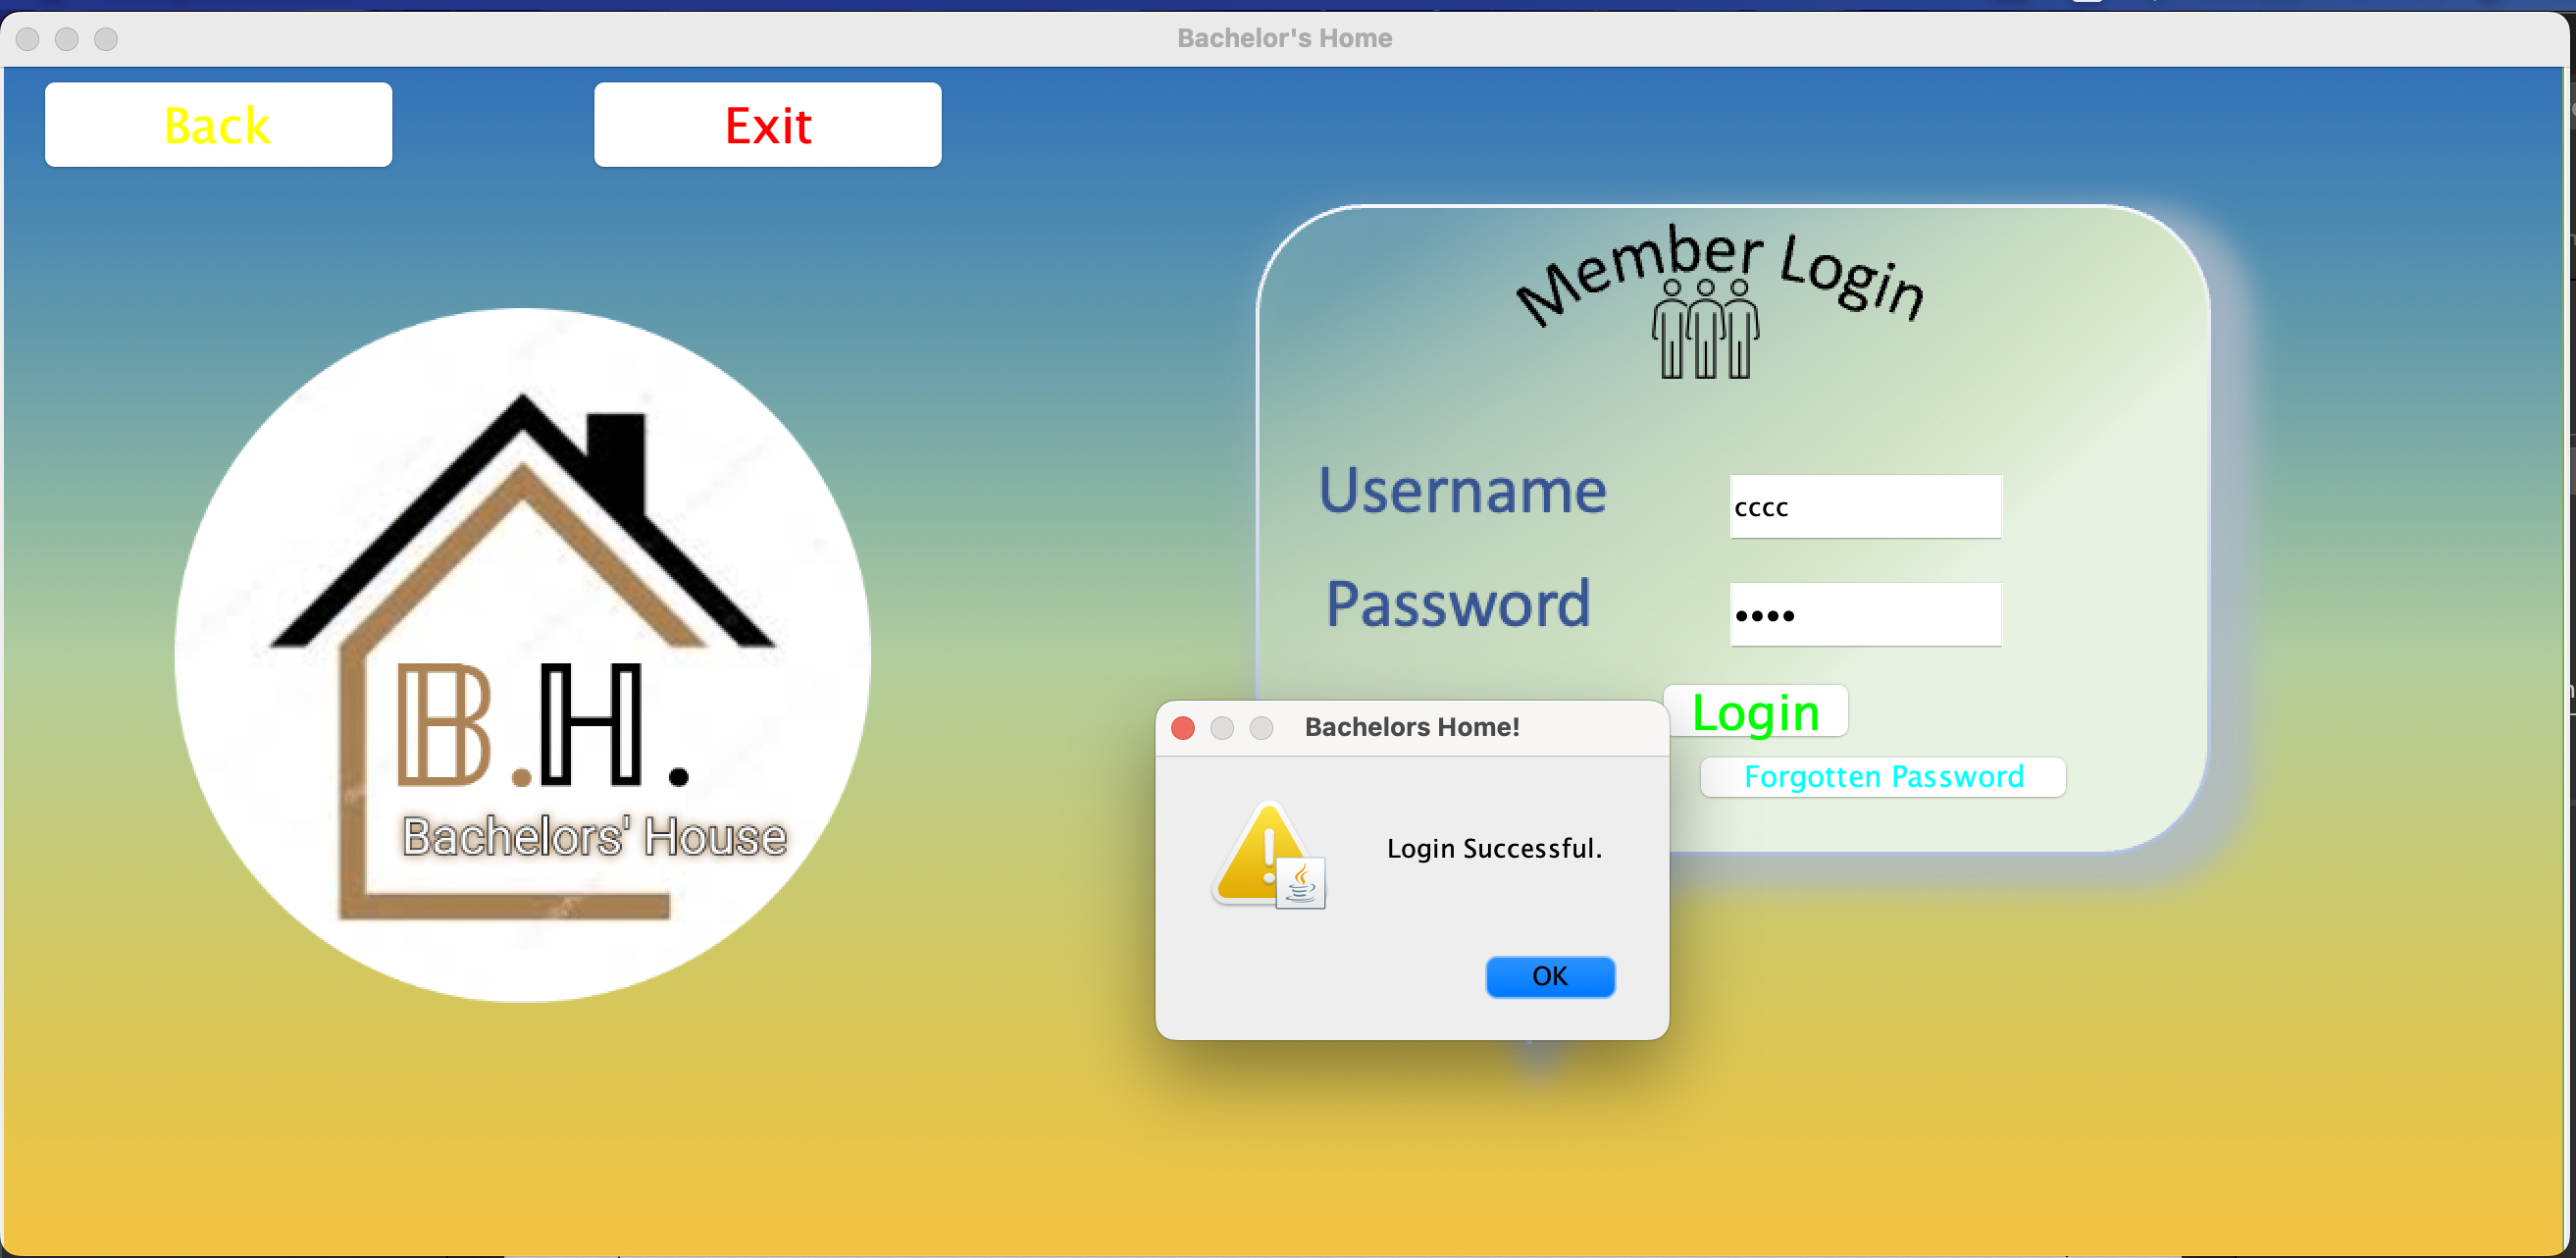 Bachelor's Home
Back
Exit
Member Login
Username
cccc
Password
••••
Login
Forgotten Password
B.H.
Bachelors' House
Bachelors Home!
Login Successful.
OK